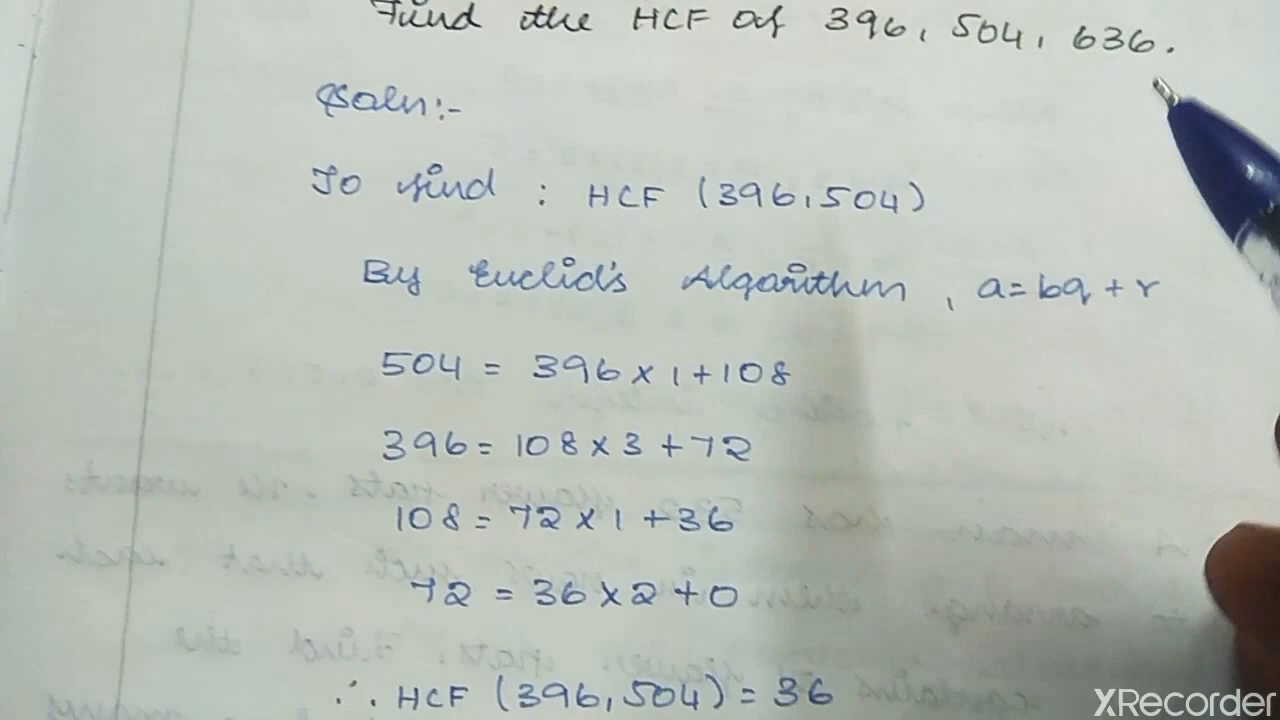 Find the HCF of 396, 504, 636.
Soln:-
To find : HCF (396,504)
By Euclid's Algorithm, a=bq+r
504 = 396×1+108
396=108×3+72
108=72×1+36
72=36×2+0
∴ HCF (396,504)=36
XRecorder